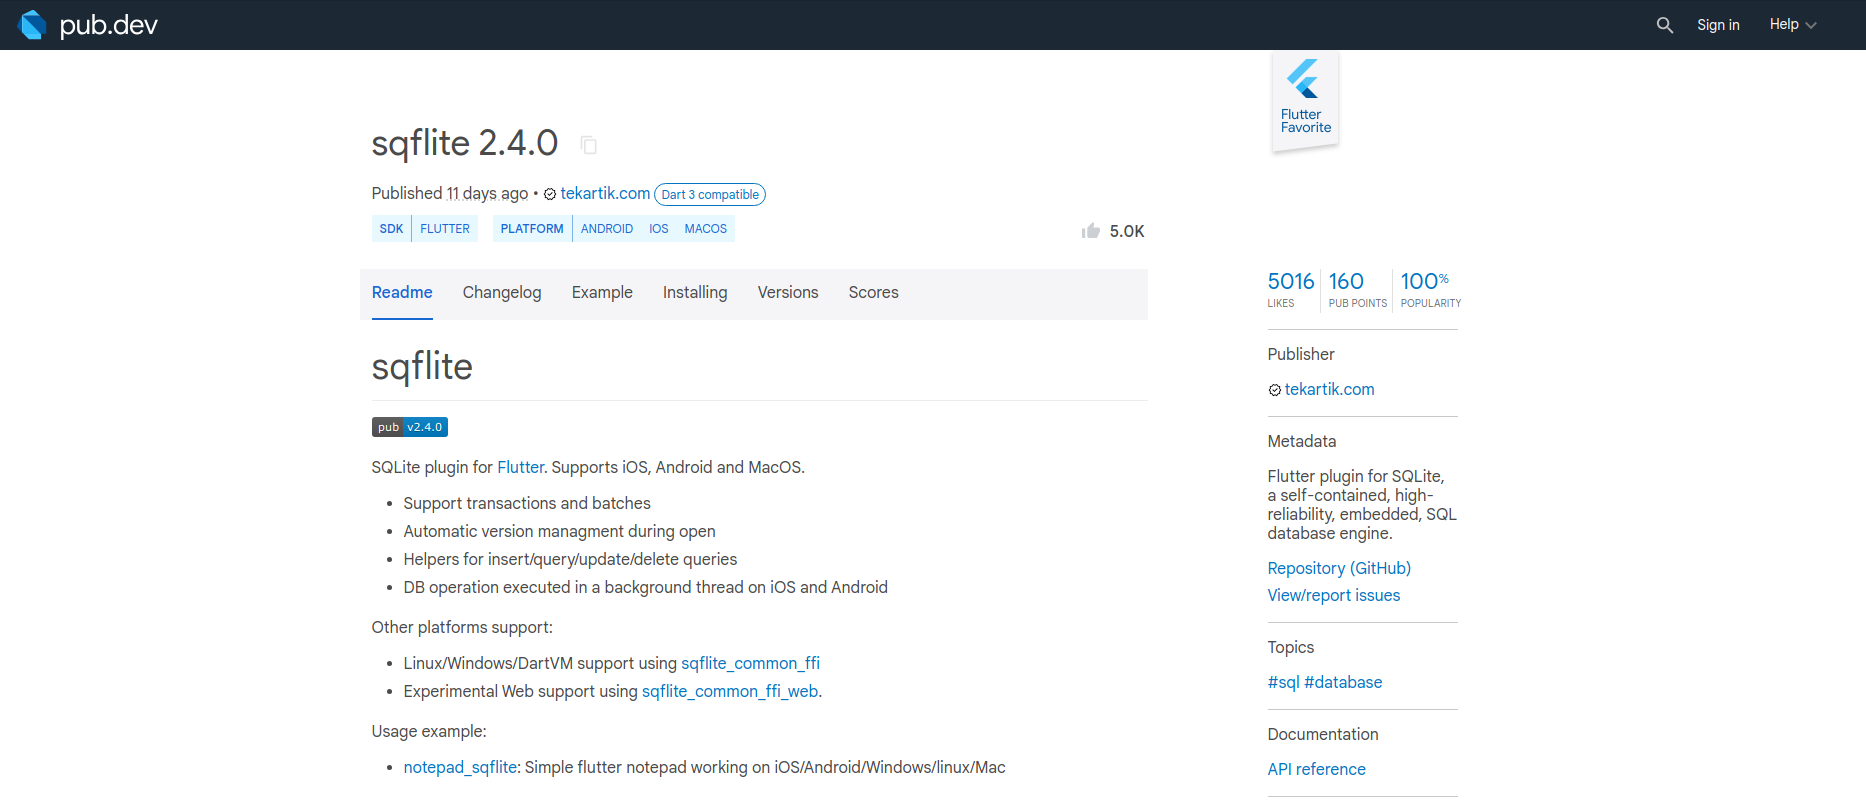 pub.dev
Sign in
Help
Flutter
Favorite
sqflite 2.4.0
Published 11 days ago • tekartik.com Dart 3 compatible
SDK FLUTTER PLATFORM ANDROID IOS MACOS
5.0K
Readme Changelog Example Installing Versions Scores
sqflite
pub v2.4.0
SQLite plugin for Flutter. Supports iOS, Android and MacOS.
• Support transactions and batches
• Automatic version managment during open
• Helpers for insert/query/update/delete queries
• DB operation executed in a background thread on iOS and Android
Other platforms support:
• Linux/Windows/DartVM support using sqflite_common_ffi
• Experimental Web support using sqflite_common_ffi_web.
Usage example:
• notepad_sqflite: Simple flutter notepad working on iOS/Android/Windows/linux/Mac
5016 160 100%
LIKES PUB POINTS POPULARITY
Publisher
tekartik.com
Metadata
Flutter plugin for SQLite,
a self-contained, high-
reliability, embedded, SQL
database engine.
Repository (GitHub)
View/report issues
Topics
#sql #database
Documentation
API reference